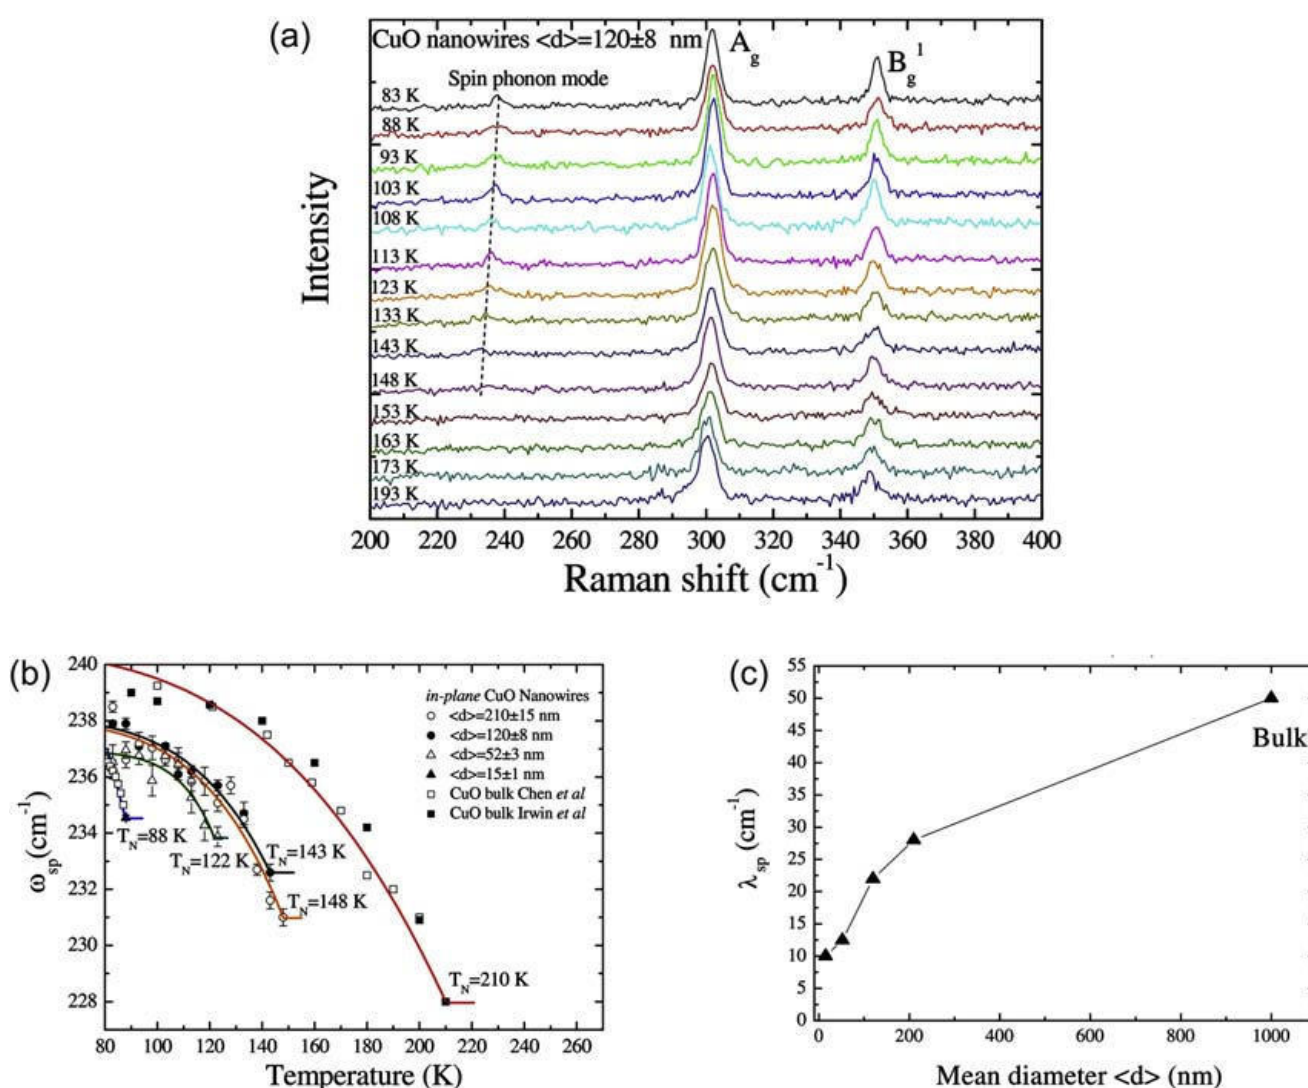 (a)
CuO nanowires <d>=120±8 nm
A_g
B_g^1
Spin phonon mode
83 K
88 K
93 K
103 K
108 K
113 K
123 K
133 K
143 K
148 K
153 K
163 K
173 K
193 K
Intensity
200 220 240 260 280 300 320 340 360 380 400
Raman shift (cm^-1)
(b)
240
238
236
234
232
230
228
in-plane CuO Nanowires
<d>=210±15 nm
<d>=120±8 nm
<d>=52±3 nm
<d>=15±1 nm
CuO bulk Chen et al
CuO bulk Irwin et al
T_N=88 K
T_N=122 K
T_N=143 K
T_N=148 K
T_N=210 K
ω_sp (cm^-1)
80 100 120 140 160 180 200 220 240 260
Temperature (K)
(c)
55
50
45
40
35
30
25
20
15
10
5
0
Bulk
λ_sp (cm^-1)
0 200 400 600 800 1000
Mean diameter <d> (nm)